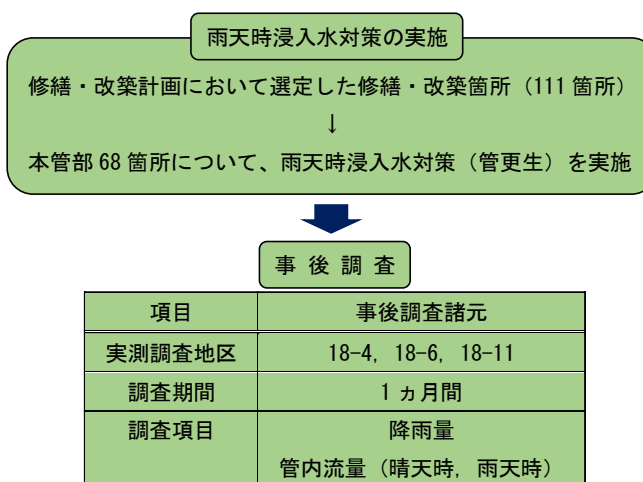 雨天時浸入水対策の実施
修繕・改築計画において選定した修繕・改築箇所（111 箇所）
↓
本管部 68 箇所について、雨天時浸入水対策（管更生）を実施
事 後 調 査
項目 事後調査諸元
実測調査地区 18-4, 18-6, 18-11
調査期間 1 ヵ月間
調査項目 降雨量
管内流量（晴天時, 雨天時）